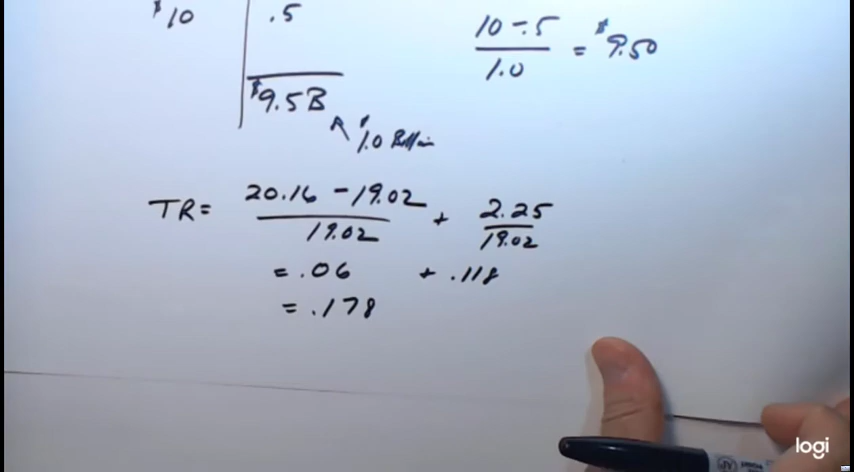 $10 .5
10 - .5
1.0 = $9.50
$9.5B
$1.0 Billion
TR= 20.16 - 19.02 + 2.25
19.02 19.02
= .06 + .118
= .178
logi